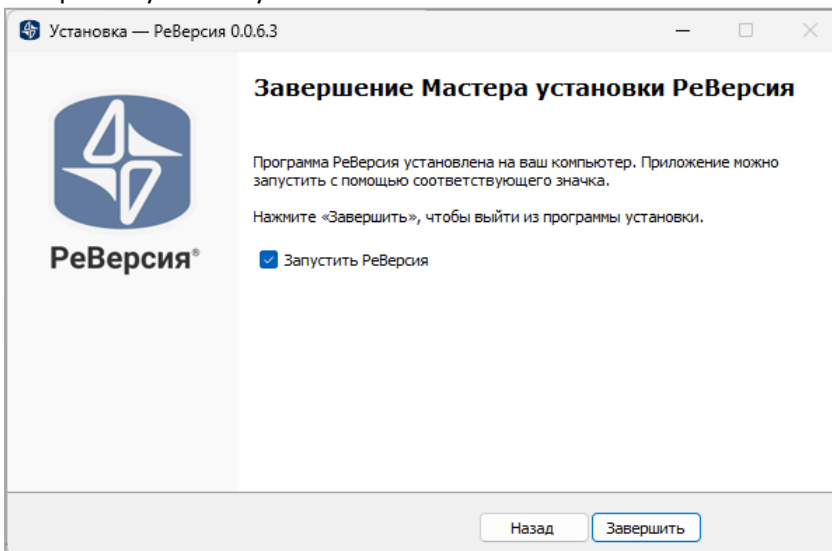 Установка — РеВерсия 0.0.6.3
Завершение Мастера установки РеВерсия
Программа РеВерсия установлена на ваш компьютер. Приложение можно
запустить с помощью соответствующего значка.
Нажмите «Завершить», чтобы выйти из программы установки.
РеВерсия®
Запустить РеВерсия
Назад
Завершить